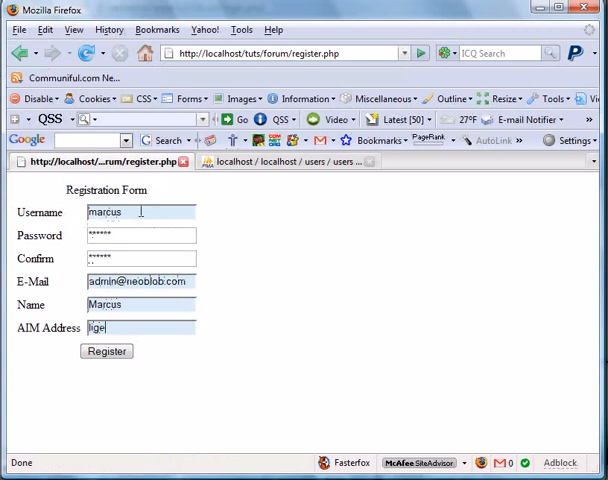 Mozilla Firefox
File Edit View History Bookmarks Yahoo! Tools Help
http://localhost/tuts/forum/register.php ICQ Search
Communiful.com Ne...
Disable Cookies CSS Forms Images Information Miscellaneous Outline Resize Tools
QSS Go QSS Video Latest [50] 27°F E-mail Notifier
Google Search Bookmarks PageRank AutoLink Settings
http://localhost/...rum/register.php localhost / localhost / users / users ...
Registration Form
Username marcus
Password ******
Confirm ******
E-Mail admin@neoblob.com
Name Marcus
AIM Address lige
Register
Done Fasterfox McAfee SiteAdvisor 0 Adblock